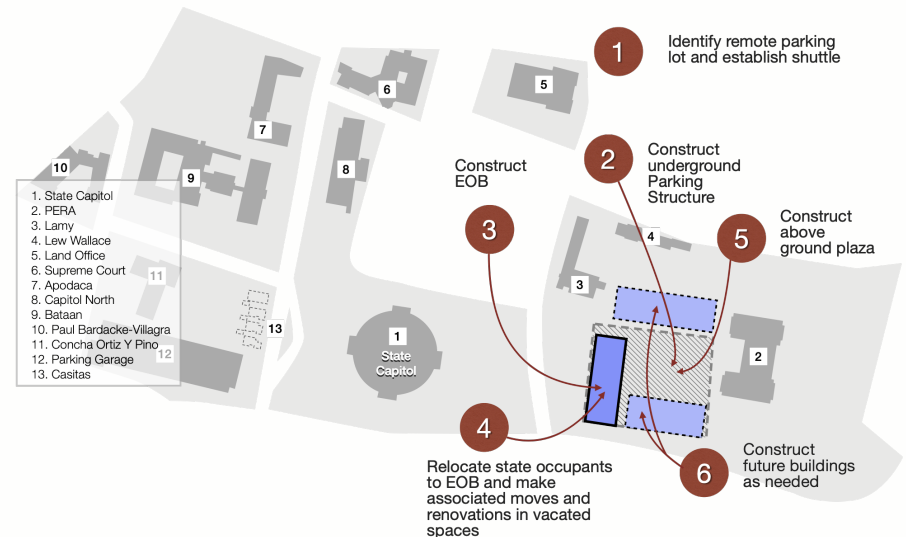 1
Identify remote parking
lot and establish shuttle
2
Construct
underground
Parking
Structure
Construct
EOB
3
5
Construct
above
ground plaza
4
Relocate state occupants
to EOB and make
associated moves and
renovations in vacated
spaces
6
Construct
future buildings
as needed
1. State Capitol
2. PERA
3. Lamy
4. Lew Wallace
5. Land Office
6. Supreme Court
7. Apodaca
8. Capitol North
9. Bataan
10. Paul Bardacke-Villagra
11. Concha Ortiz Y Pino
12. Parking Garage
13. Casitas
5
6
7
8
9
10
11
12
13
1
State
Capitol
4
3
2